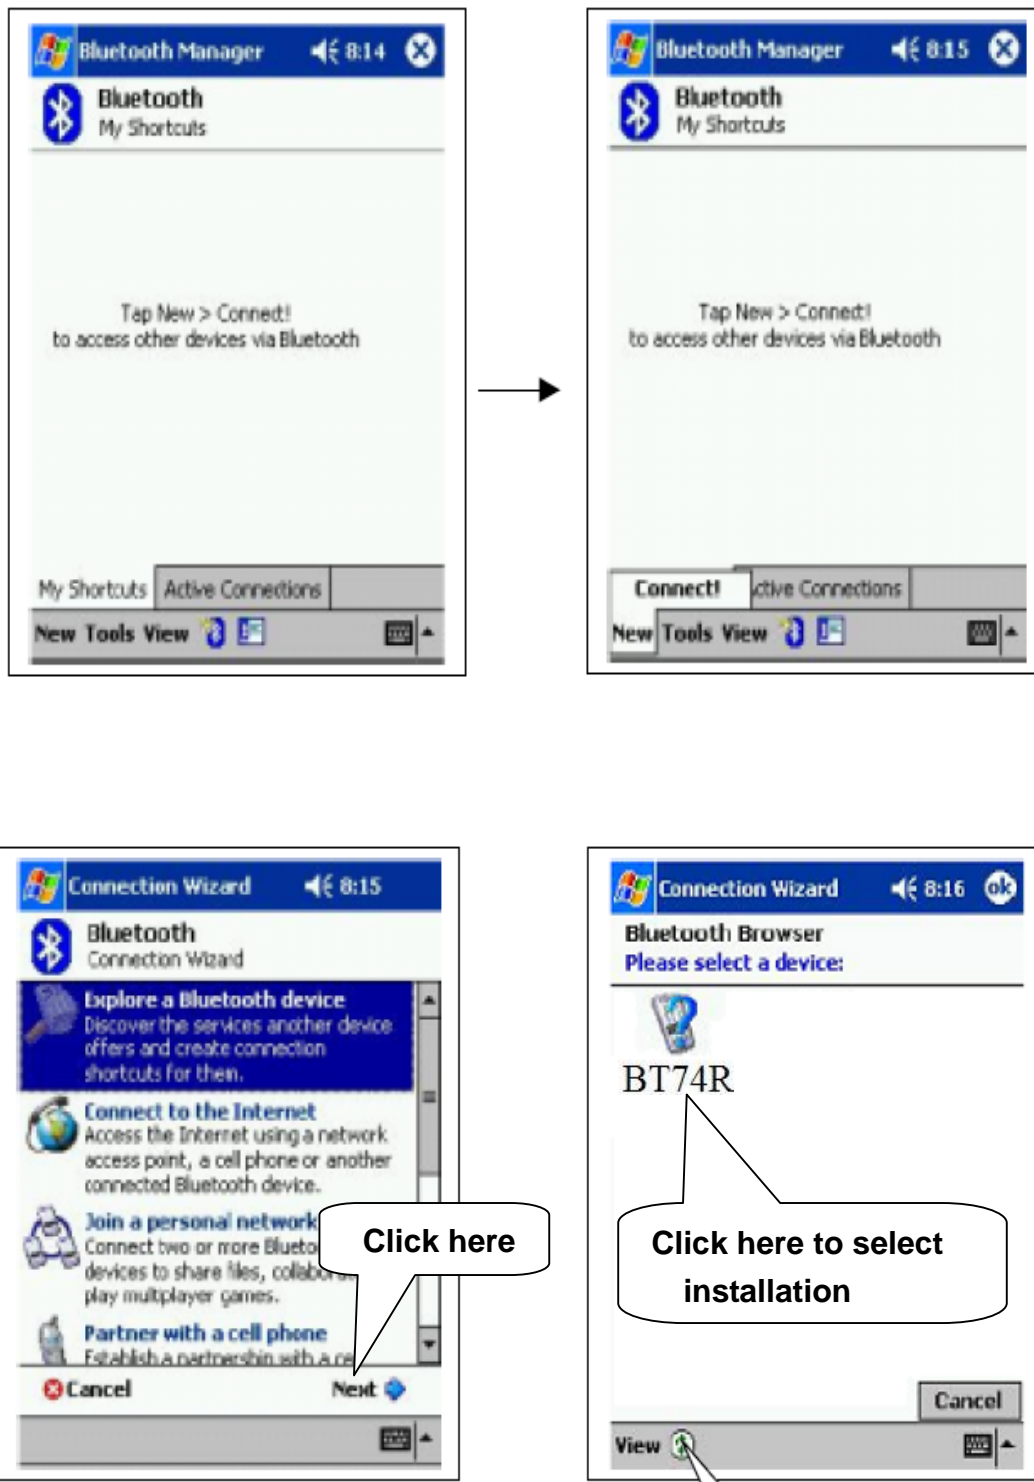 Bluetooth Manager 8:14
Bluetooth
My Shortcuts
Tap New > Connect!
to access other devices via Bluetooth
My Shortcuts Active Connections
New Tools View
Bluetooth Manager 8:15
Bluetooth
My Shortcuts
Tap New > Connect!
to access other devices via Bluetooth
Connect! ctive Connections
New Tools View
Connection Wizard 8:15
Bluetooth
Connection Wizard
Explore a Bluetooth device
Discover the services another device
offers and create connection
shortcuts for them.
Connect to the Internet
Access the Internet using a network
access point, a cell phone or another
connected Bluetooth device.
Join a personal network
Connect two or more Blueto
devices to share files, collabora
play multiplayer games.
Partner with a cell phone
Establish a partnership with a ce
Click here
Cancel Next
Connection Wizard 8:16 ok
Bluetooth Browser
Please select a device:
BT74R
Click here to select
installation
Cancel
View